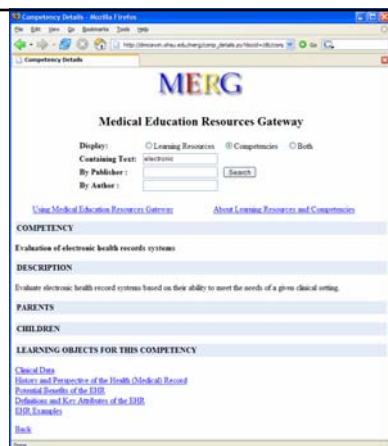 Competency Details - Mozilla Firefox
File Edit View Go Bookmarks Tools Help
Go
Competency Details
MERG
Medical Education Resources Gateway
Display: Learning Resources Competencies Both
Containing Text: electronic
By Publisher : Search
By Author :
Using Medical Education Resources Gateway About Learning Resources and Competencies
COMPETENCY
Evaluation of electronic health records systems
DESCRIPTION
Evaluate electronic health record systems based on their ability to meet the needs of a given clinical setting.
PARENTS
CHILDREN
LEARNING OBJECTS FOR THIS COMPETENCY
Clinical Data
History and Perspective of the Health (Medical) Record
Potential Benefits of the EHR
Definitions and Key Attributes of the EHR
EHR Examples
Back
Done